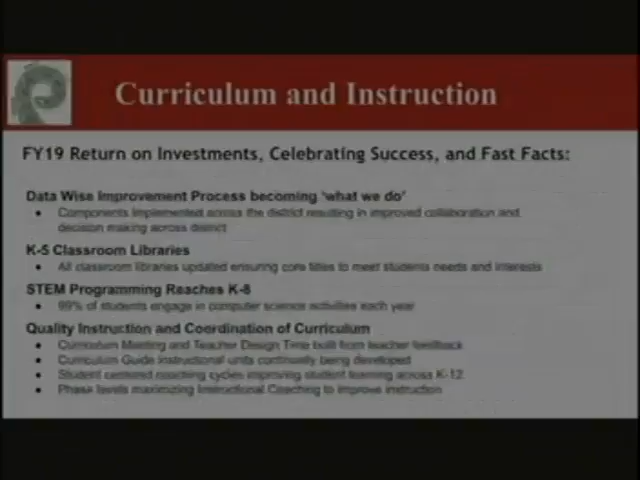 Curriculum and Instruction
FY19 Return on Investments, Celebrating Success, and Fast Facts:
Data Wise Improvement Process becoming 'what we do'
• Components implemented across the district resulting in improved collaboration and
decision making across district
K-5 Classroom Libraries
• All classroom libraries updated ensuring core titles to meet students needs and interests
STEM Programming Reaches K-8
• 99% of students engage in computer science activities each year
Quality Instruction and Coordination of Curriculum
• Curriculum Meeting and Teacher Design Time built from teacher feedback
• Curriculum Guide instructional units continually being developed
• Student centered coaching cycles improving student learning across K-12
• Phase levels maximizing Instructional Coaching to improve instruction